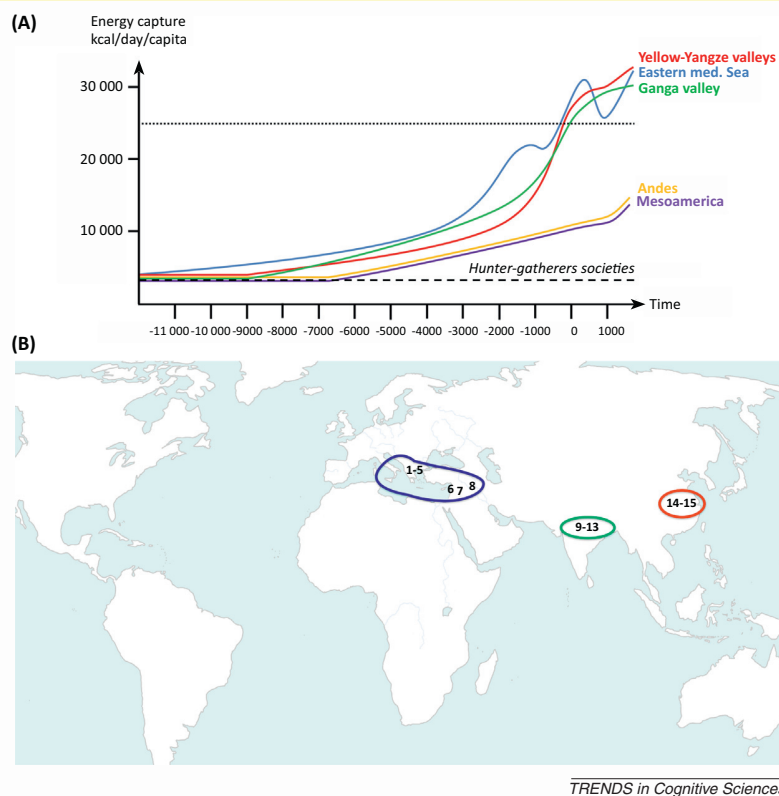 (A)
Energy capture
kcal/day/capita
Yellow-Yangze valleys
Eastern med. Sea
Ganga valley
30 000
20 000
Andes
Mesoamerica
10 000
Hunter-gatherers societies
Time
-11 000 -10 000 -9000 -8000 -7000 -6000 -5000 -4000 -3000 -2000 -1000 0 1000
(B)
1-5
6 7 8
14-15
9-13
TRENDS in Cognitive Sciences